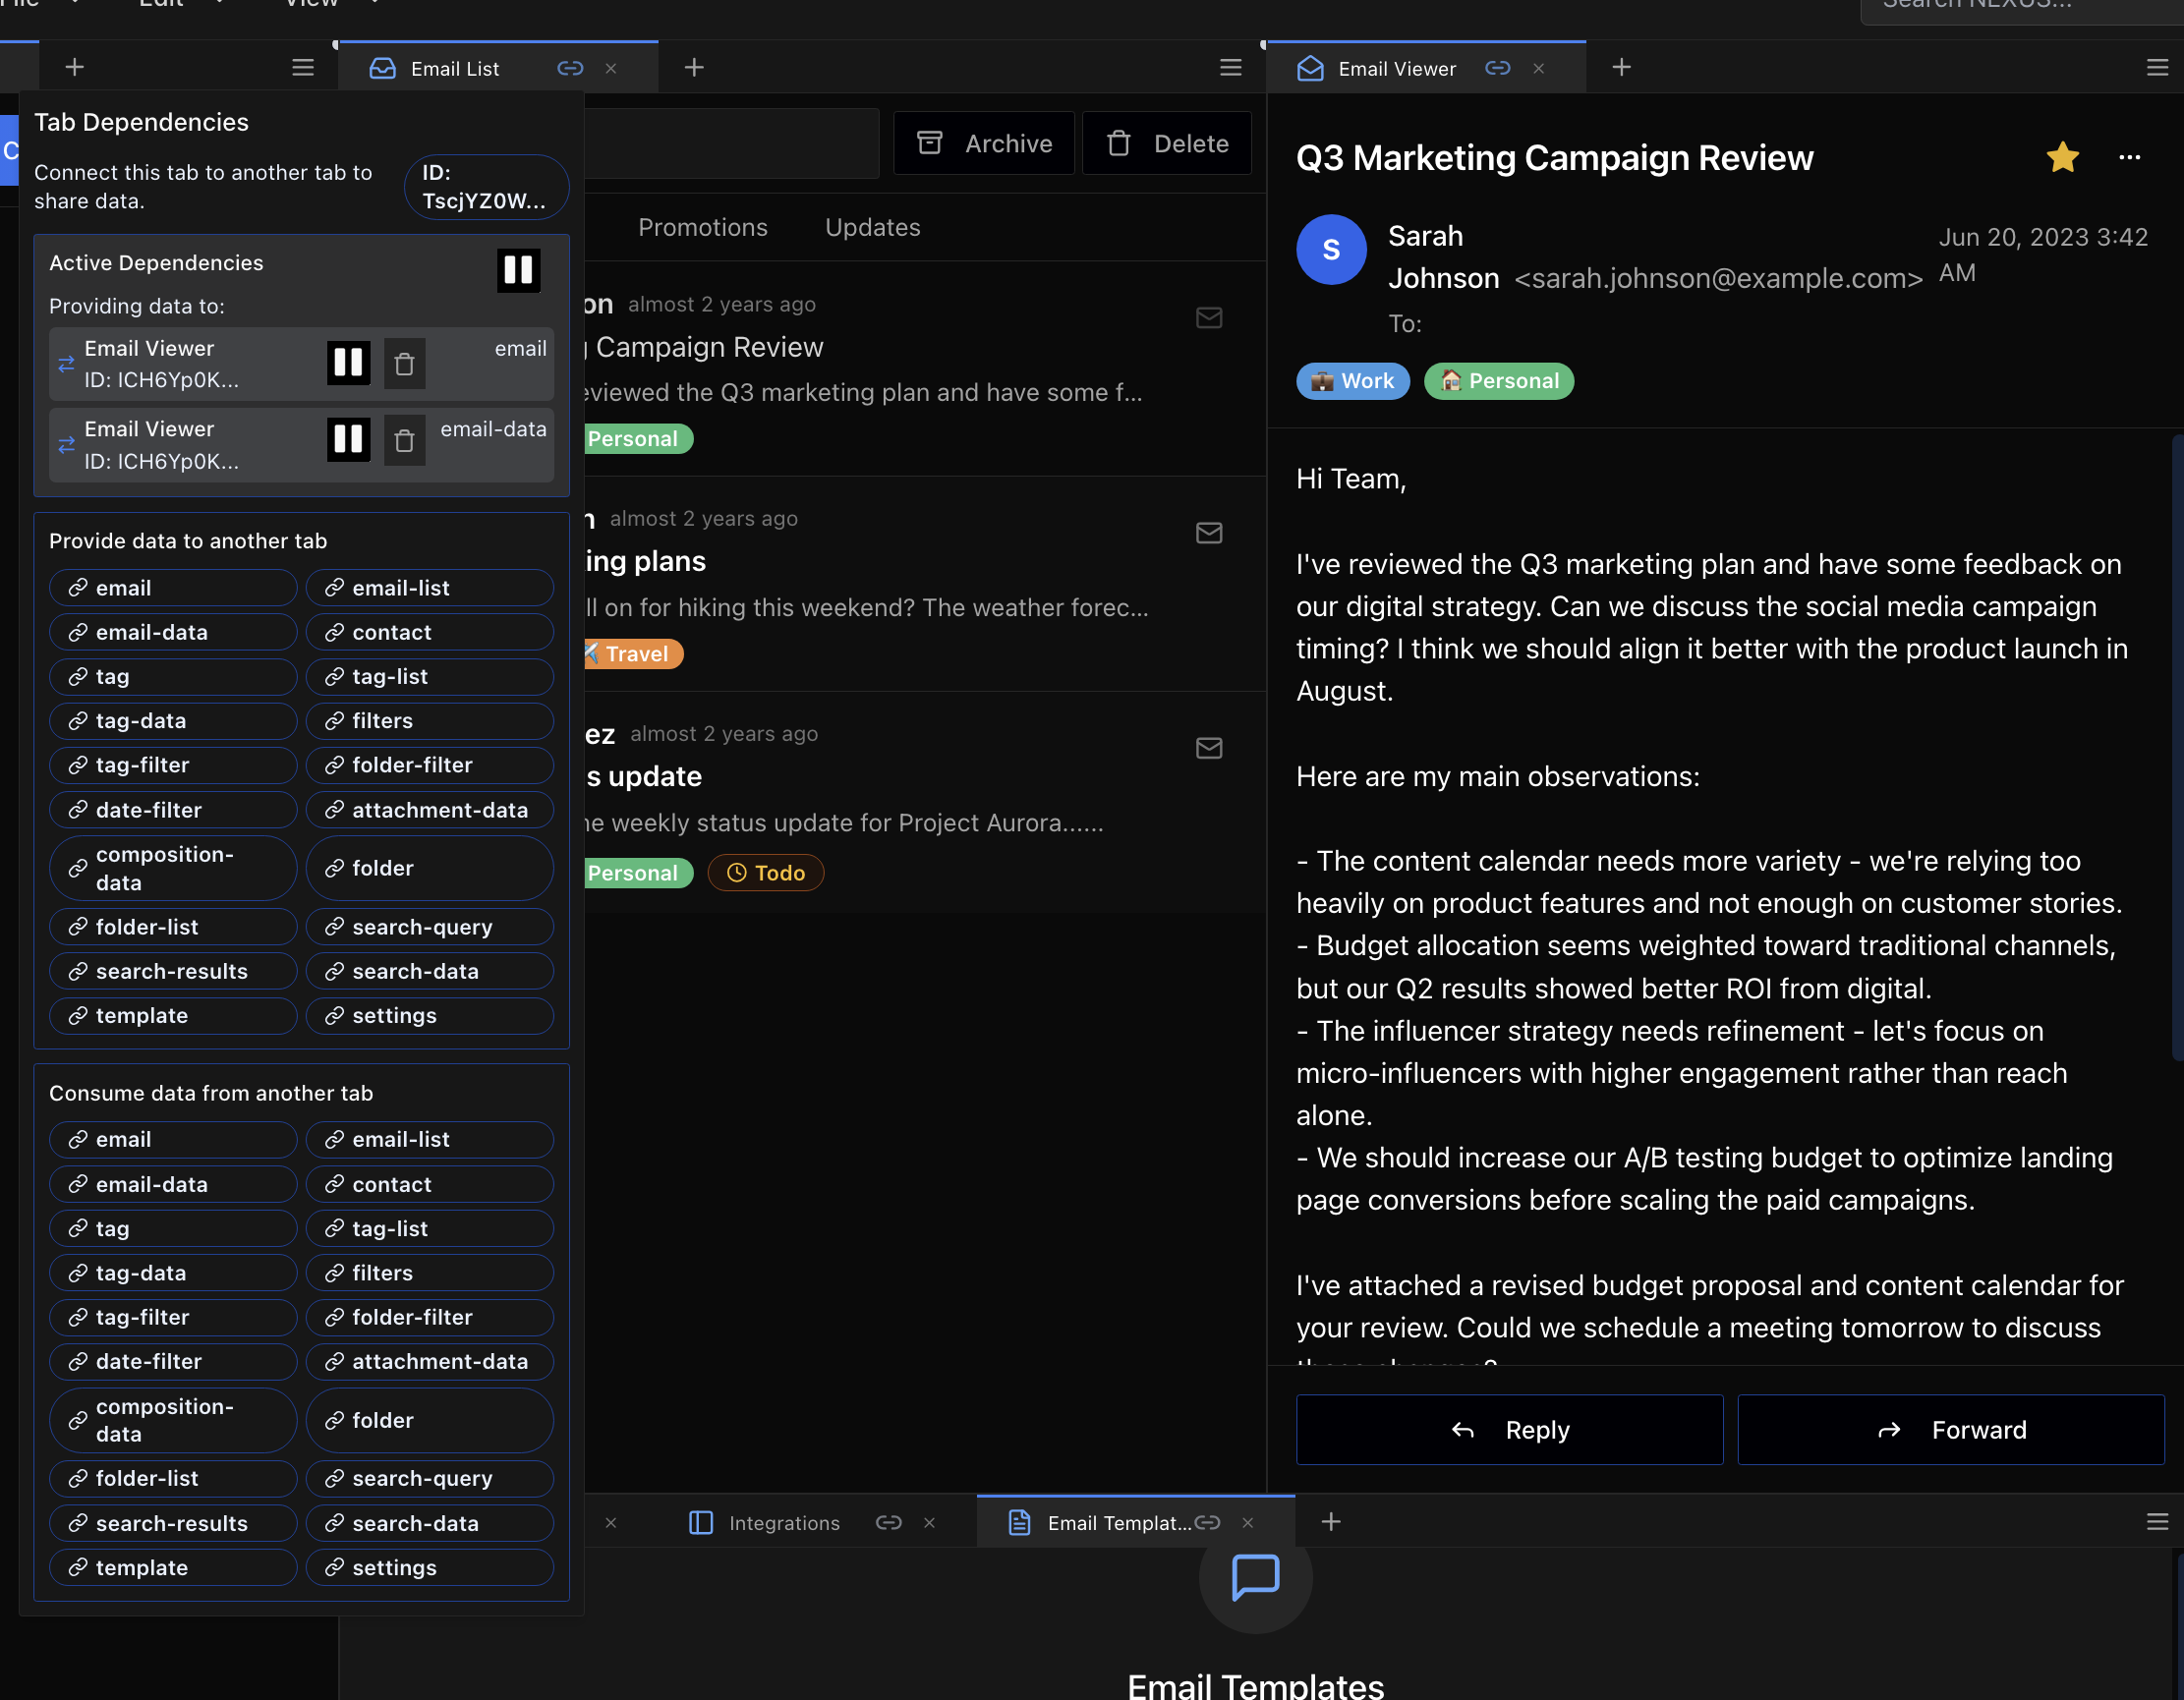 File
Edit
View
Search NEXUS...
Email List
Email Viewer
Tab Dependencies
Connect this tab to another tab to
share data.
ID:
TscjYZ0W...
Active Dependencies
Providing data to:
Email Viewer
ID: ICH6Yp0K...
email
Email Viewer
ID: ICH6Yp0K...
email-data
Provide data to another tab
email
email-list
email-data
contact
tag
tag-list
tag-data
filters
tag-filter
folder-filter
date-filter
attachment-data
composition-
data
folder
folder-list
search-query
search-results
search-data
template
settings
Consume data from another tab
email
email-list
email-data
contact
tag
tag-list
tag-data
filters
tag-filter
folder-filter
date-filter
attachment-data
composition-
data
folder
folder-list
search-query
search-results
search-data
template
settings
Archive
Delete
Promotions
Updates
on almost 2 years ago
Campaign Review
eviewed the Q3 marketing plan and have some f...
Personal
almost 2 years ago
ing plans
ll on for hiking this weekend? The weather forec...
Travel
ez almost 2 years ago
s update
he weekly status update for Project Aurora......
Personal
Todo
Q3 Marketing Campaign Review
S
Sarah
Johnson <sarah.johnson@example.com>
Jun 20, 2023 3:42
AM
To:
Work
Personal
Hi Team,
I've reviewed the Q3 marketing plan and have some feedback on
our digital strategy. Can we discuss the social media campaign
timing? I think we should align it better with the product launch in
August.
Here are my main observations:
- The content calendar needs more variety - we're relying too
heavily on product features and not enough on customer stories.
- Budget allocation seems weighted toward traditional channels,
but our Q2 results showed better ROI from digital.
- The influencer strategy needs refinement - let's focus on
micro-influencers with higher engagement rather than reach
alone.
- We should increase our A/B testing budget to optimize landing
page conversions before scaling the paid campaigns.
I've attached a revised budget proposal and content calendar for
your review. Could we schedule a meeting tomorrow to discuss
these changes?
Reply
Forward
Integrations
Email Templat...
Email Templates